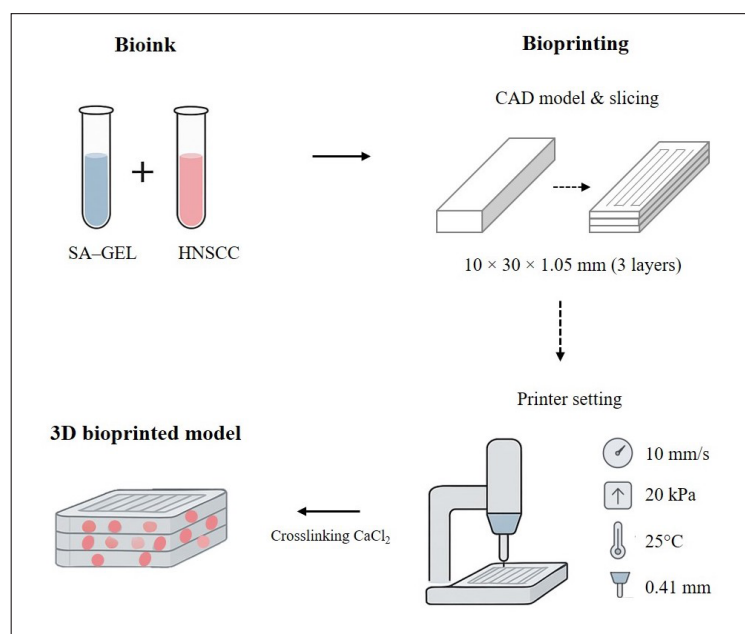 Bioink
Bioprinting
CAD model & slicing
+
SA–GEL
HNSCC
10 × 30 × 1.05 mm (3 layers)
Printer setting
10 mm/s
20 kPa
25°C
0.41 mm
Crosslinking CaCl₂
3D bioprinted model